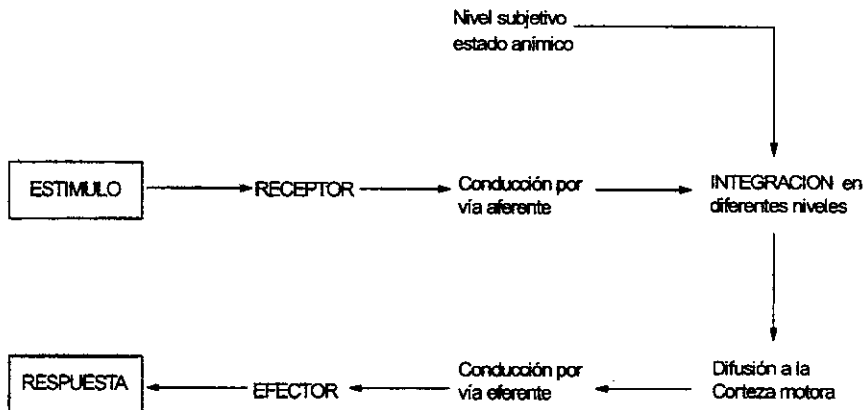 Nivel subjetivo
estado anímico
ESTIMULO
RECEPTOR
Conducción por
vía aferente
INTEGRACION en
diferentes niveles
RESPUESTA
EFECTOR
Conducción por
vía eferente
Difusión a la
Corteza motora